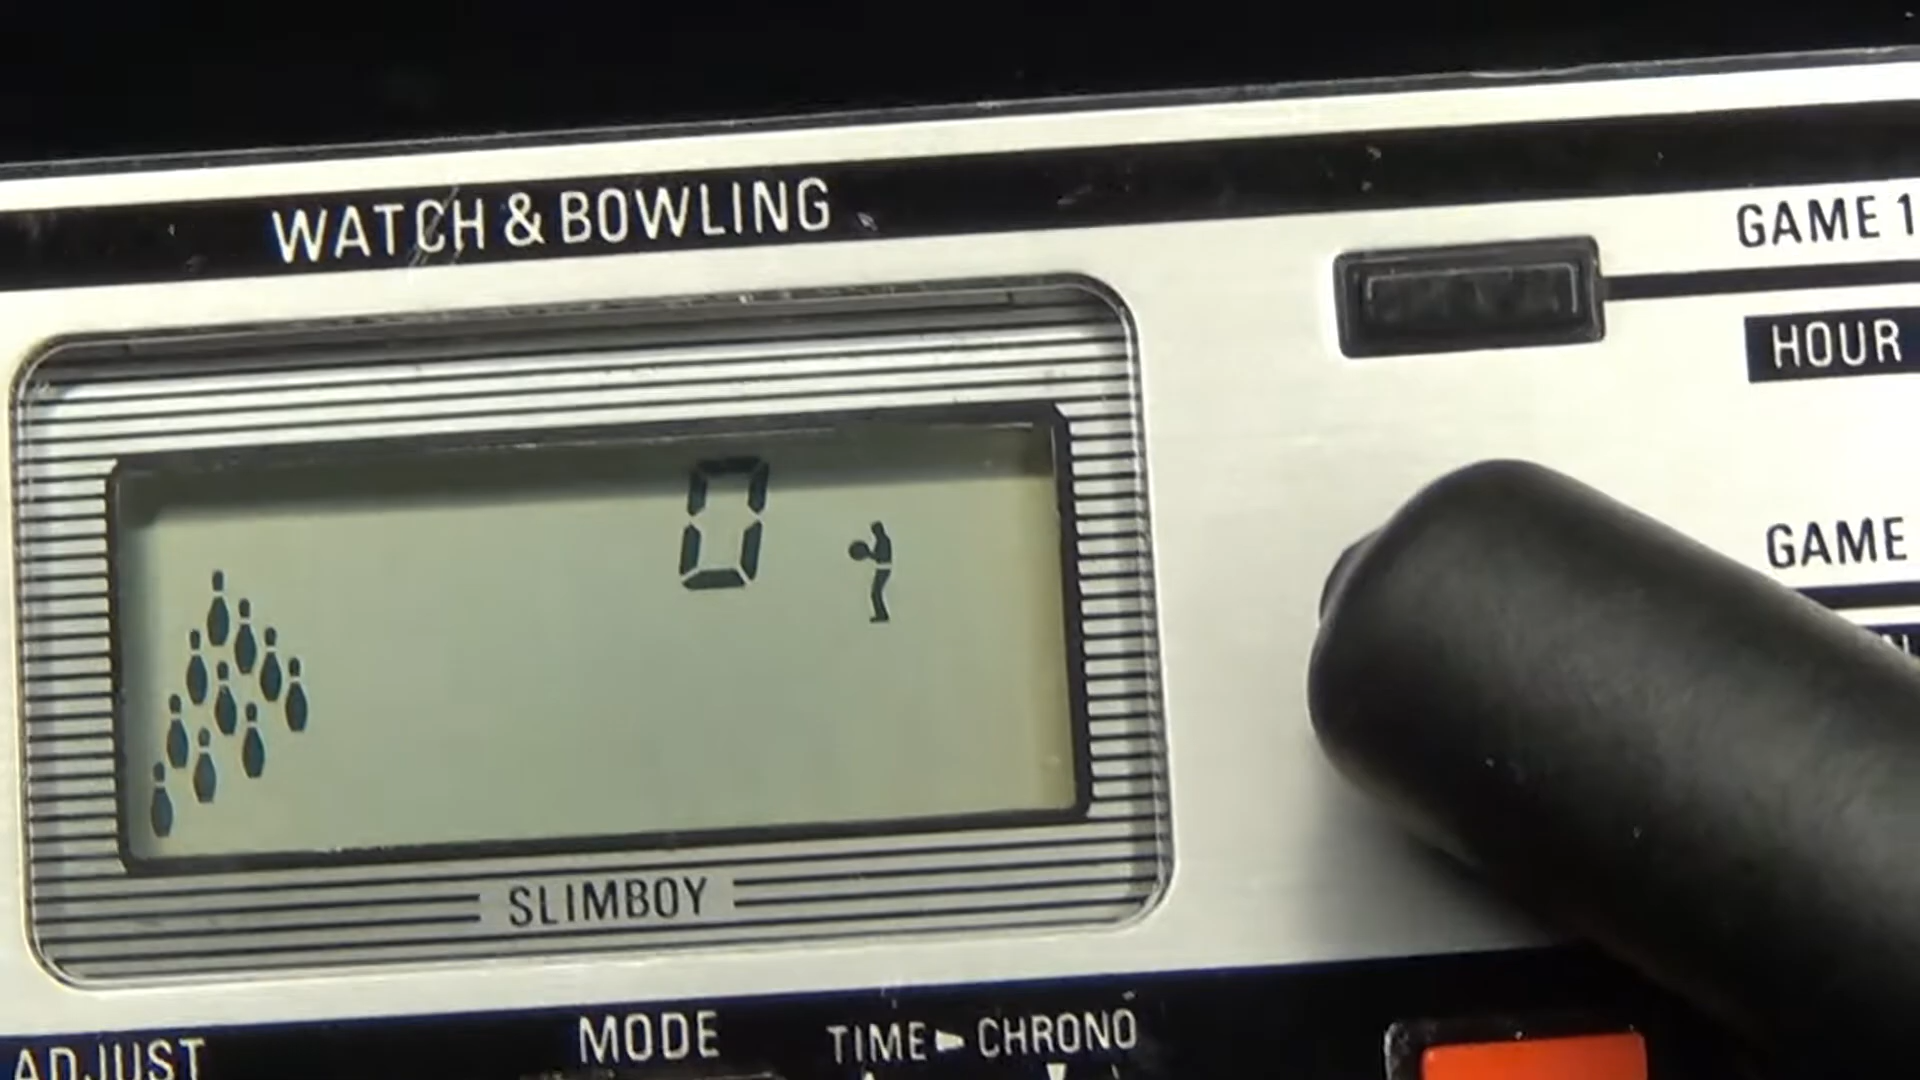 WATCH & BOWLING
GAME 1
HOUR
0
GAME
SLIMBOY
ADJUST
MODE
TIME CHRONO